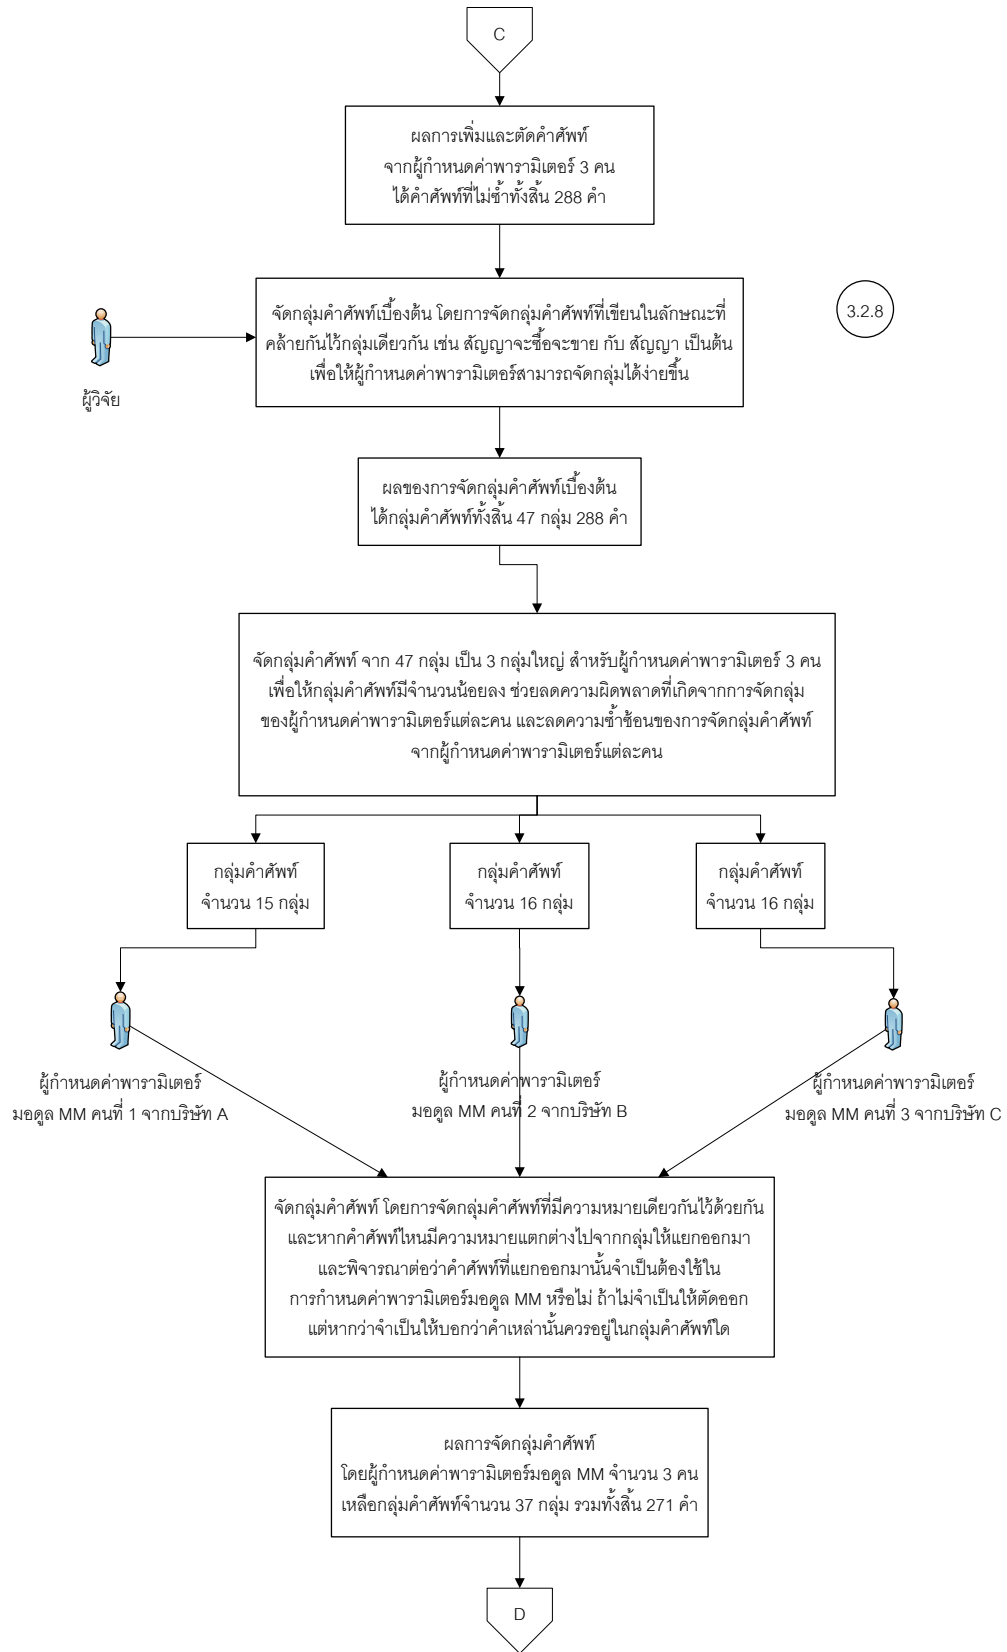 C
ผลการเพิ่มและตัดคำศัพท์
จากผู้กำหนดค่าพารามิเตอร์ 3 คน
ได้คำศัพท์ที่ไม่ซ้ำทั้งสิ้น 288 คำ
3.2.8
จัดกลุ่มคำศัพท์เบื้องต้น โดยการจัดกลุ่มคำศัพท์ที่เขียนในลักษณะที่
คล้ายกันไว้กลุ่มเดียวกัน เช่น สัญญาจะซื้อจะขาย กับ สัญญา เป็นต้น
เพื่อให้ผู้กำหนดค่าพารามิเตอร์สามารถจัดกลุ่มได้ง่ายขึ้น
ผู้วิจัย
ผลของการจัดกลุ่มคำศัพท์เบื้องต้น
ได้กลุ่มคำศัพท์ทั้งสิ้น 47 กลุ่ม 288 คำ
จัดกลุ่มคำศัพท์ จาก 47 กลุ่ม เป็น 3 กลุ่มใหญ่ สำหรับผู้กำหนดค่าพารามิเตอร์ 3 คน
เพื่อให้กลุ่มคำศัพท์มีจำนวนน้อยลง ช่วยลดความผิดพลาดที่เกิดจากการจัดกลุ่ม
ของผู้กำหนดค่าพารามิเตอร์แต่ละคน และลดความซ้ำซ้อนของการจัดกลุ่มคำศัพท์
จากผู้กำหนดค่าพารามิเตอร์แต่ละคน
กลุ่มคำศัพท์
จำนวน 15 กลุ่ม
กลุ่มคำศัพท์
จำนวน 16 กลุ่ม
กลุ่มคำศัพท์
จำนวน 16 กลุ่ม
ผู้กำหนดค่าพารามิเตอร์
มอดูล MM คนที่ 1 จากบริษัท A
ผู้กำหนดค่าพารามิเตอร์
มอดูล MM คนที่ 2 จากบริษัท B
ผู้กำหนดค่าพารามิเตอร์
มอดูล MM คนที่ 3 จากบริษัท C
จัดกลุ่มคำศัพท์ โดยการจัดกลุ่มคำศัพท์ที่มีความหมายเดียวกันไว้ด้วยกัน
และหากคำศัพท์ไหนมีความหมายแตกต่างไปจากกลุ่มให้แยกออกมา
และพิจารณาต่อว่าคำศัพท์ที่แยกออกมานั้นจำเป็นต้องใช้ใน
การกำหนดค่าพารามิเตอร์มอดูล MM หรือไม่ ถ้าไม่จำเป็นให้ตัดออก
แต่หากว่าจำเป็นให้บอกว่าคำเหล่านั้นควรอยู่ในกลุ่มคำศัพท์ใด
ผลการจัดกลุ่มคำศัพท์
โดยผู้กำหนดค่าพารามิเตอร์มอดูล MM จำนวน 3 คน
เหลือกลุ่มคำศัพท์จำนวน 37 กลุ่ม รวมทั้งสิ้น 271 คำ
D